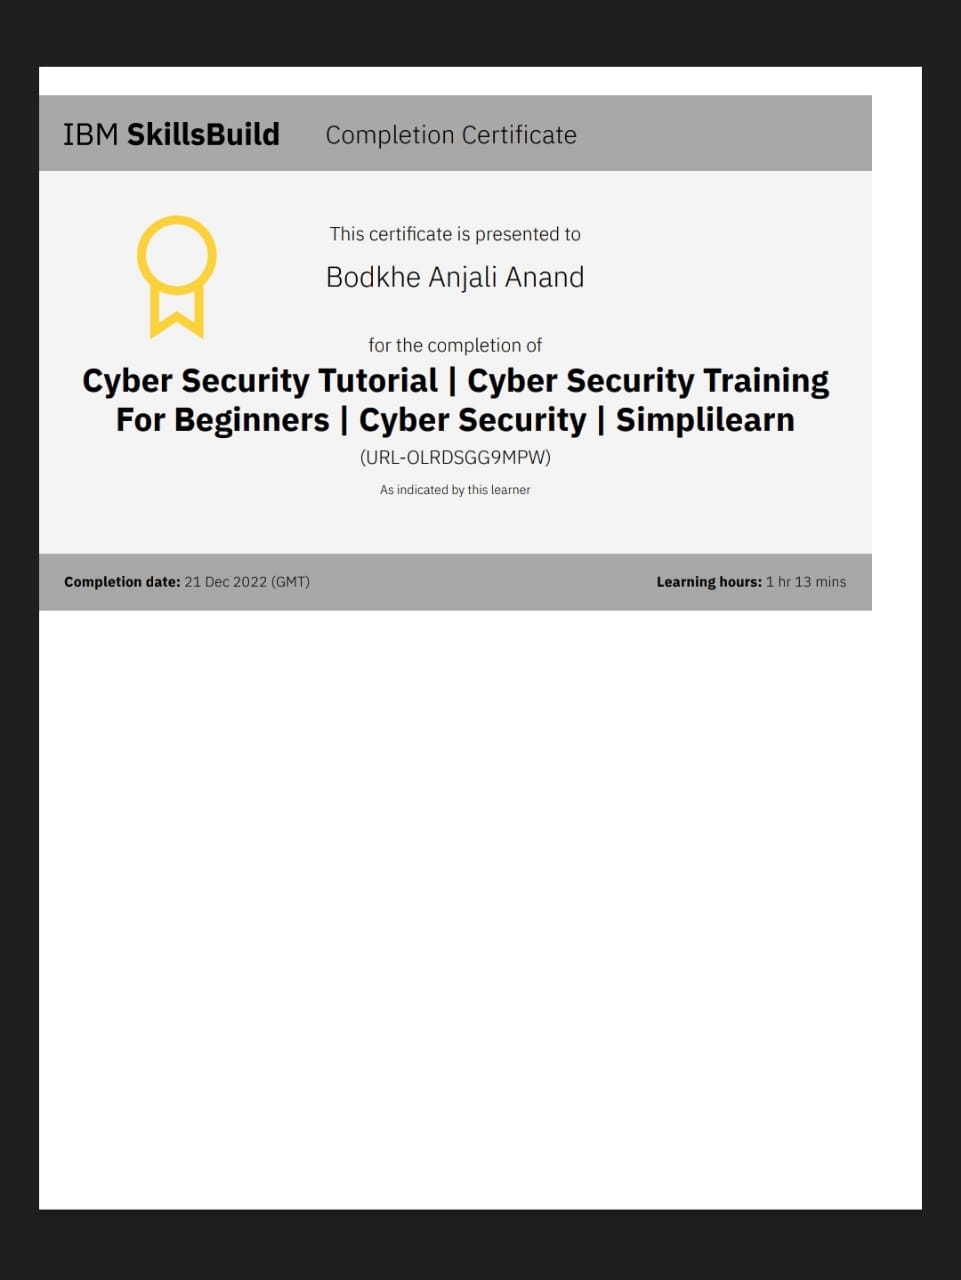 IBM SkillsBuild Completion Certificate
This certificate is presented to
Bodkhe Anjali Anand
for the completion of
Cyber Security Tutorial | Cyber Security Training
For Beginners | Cyber Security | Simplilearn
(URL-OLRDSGG9MPW)
As indicated by this learner
Completion date: 21 Dec 2022 (GMT) Learning hours: 1 hr 13 mins